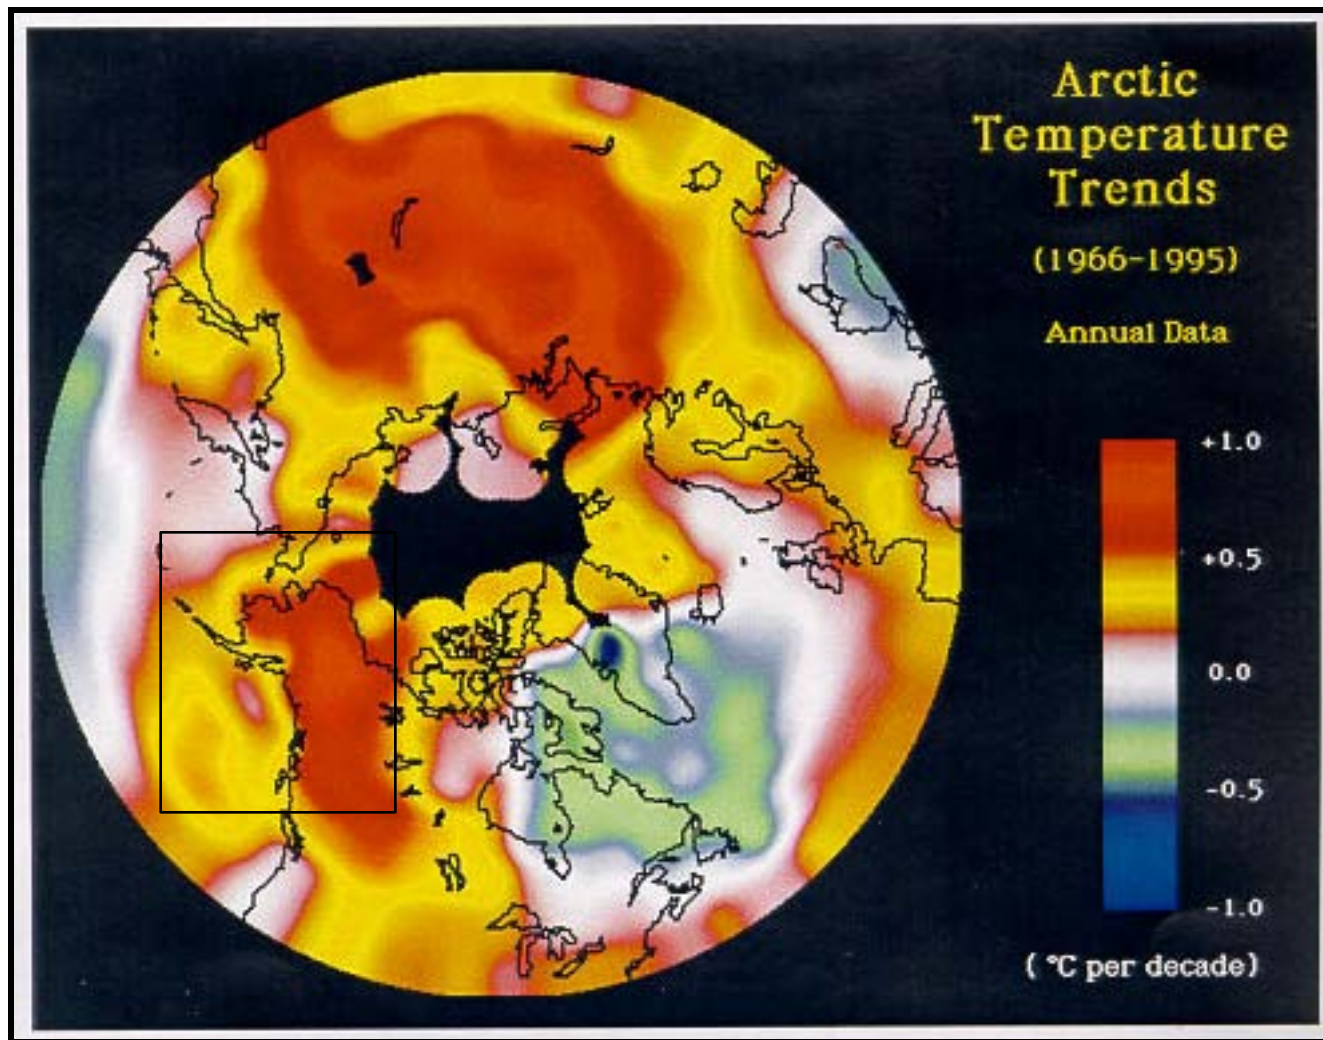 Arctic
Temperature
Trends
(1966-1995)
Annual Data
+1.0
+0.5
0.0
-0.5
-1.0
(°C per decade)